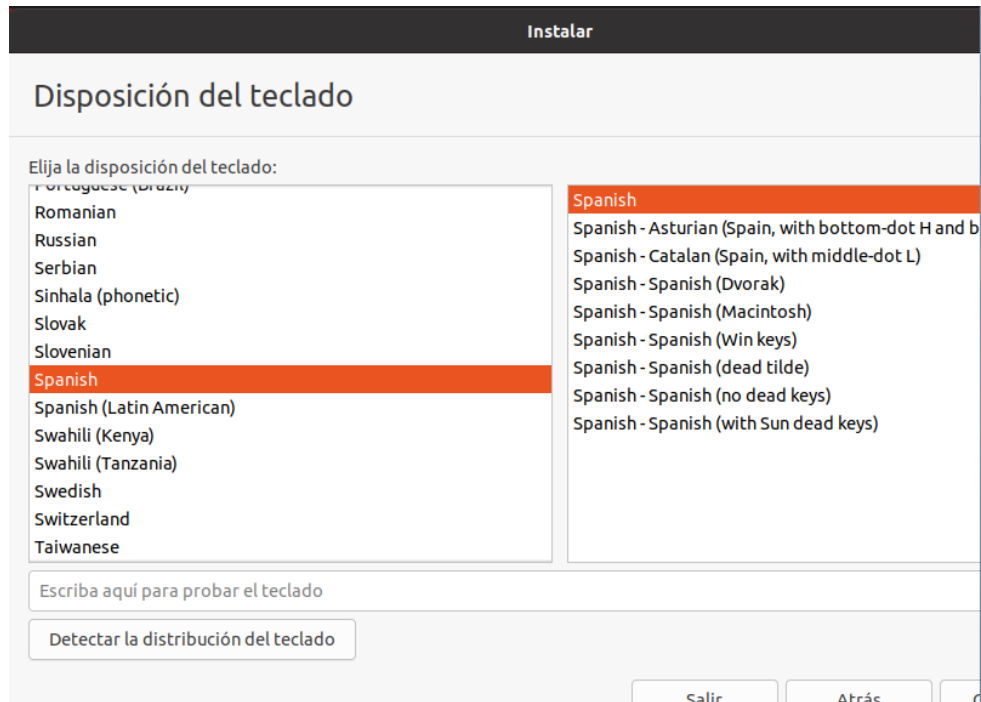 Instalar
Disposición del teclado
Elija la disposición del teclado:
Portuguese (Brazil)
Romanian
Russian
Serbian
Sinhala (phonetic)
Slovak
Slovenian
Spanish
Spanish (Latin American)
Swahili (Kenya)
Swahili (Tanzania)
Swedish
Switzerland
Taiwanese
Spanish
Spanish - Asturian (Spain, with bottom-dot H and b
Spanish - Catalan (Spain, with middle-dot L)
Spanish - Spanish (Dvorak)
Spanish - Spanish (Macintosh)
Spanish - Spanish (Win keys)
Spanish - Spanish (dead tilde)
Spanish - Spanish (no dead keys)
Spanish - Spanish (with Sun dead keys)
Escriba aquí para probar el teclado
Detectar la distribución del teclado
Salir
Atrás